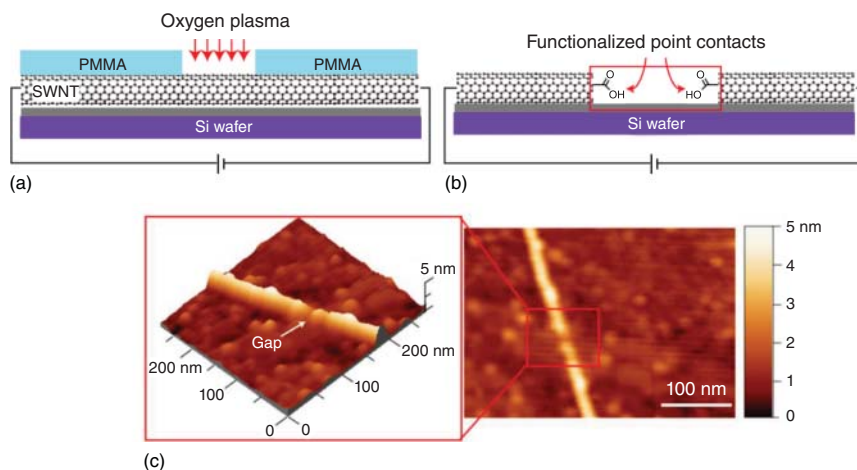 Oxygen plasma
PMMA
PMMA
SWNT
Si wafer
(a)
Functionalized point contacts
O
OH
O
HO
Si wafer
(b)
5 nm
Gap
200 nm
100
0
0
100
200 nm
100 nm
5 nm
4
3
2
1
0
(c)